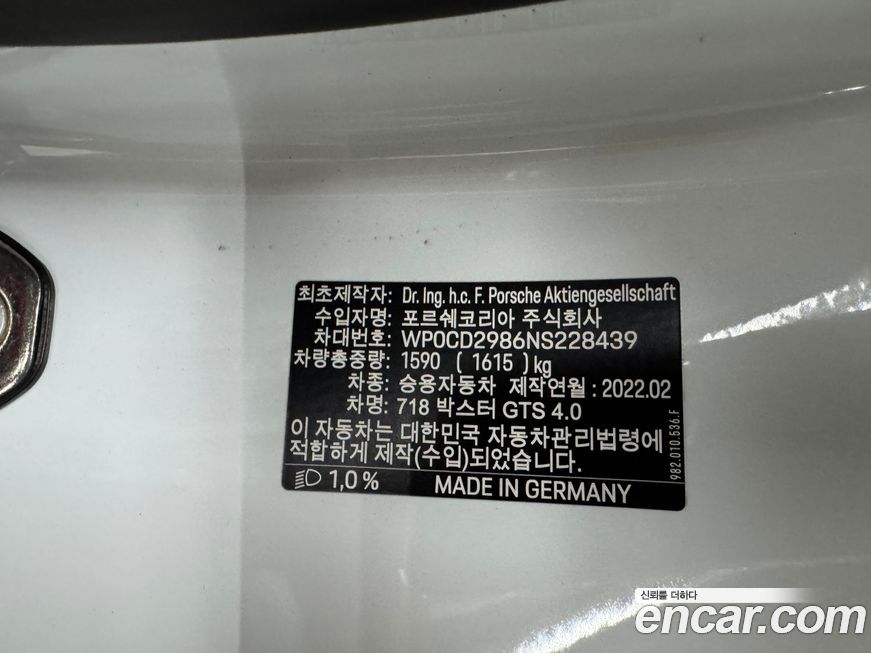 최초제작자: Dr. Ing. h.c. F. Porsche Aktiengesellschaft
수입자명: 포르쉐코리아 주식회사
차대번호: WP0CD2986NS228439
차량총중량: 1590 ( 1615 ) kg
차종: 승용자동차 제작연월: 2022.02
차명: 718 박스터 GTS 4.0
이 자동차는 대한민국 자동차관리법령에
적합하게 제작(수입)되었습니다.
1,0 % MADE IN GERMANY
982.010.536.F
신뢰를 더하다
encar.com